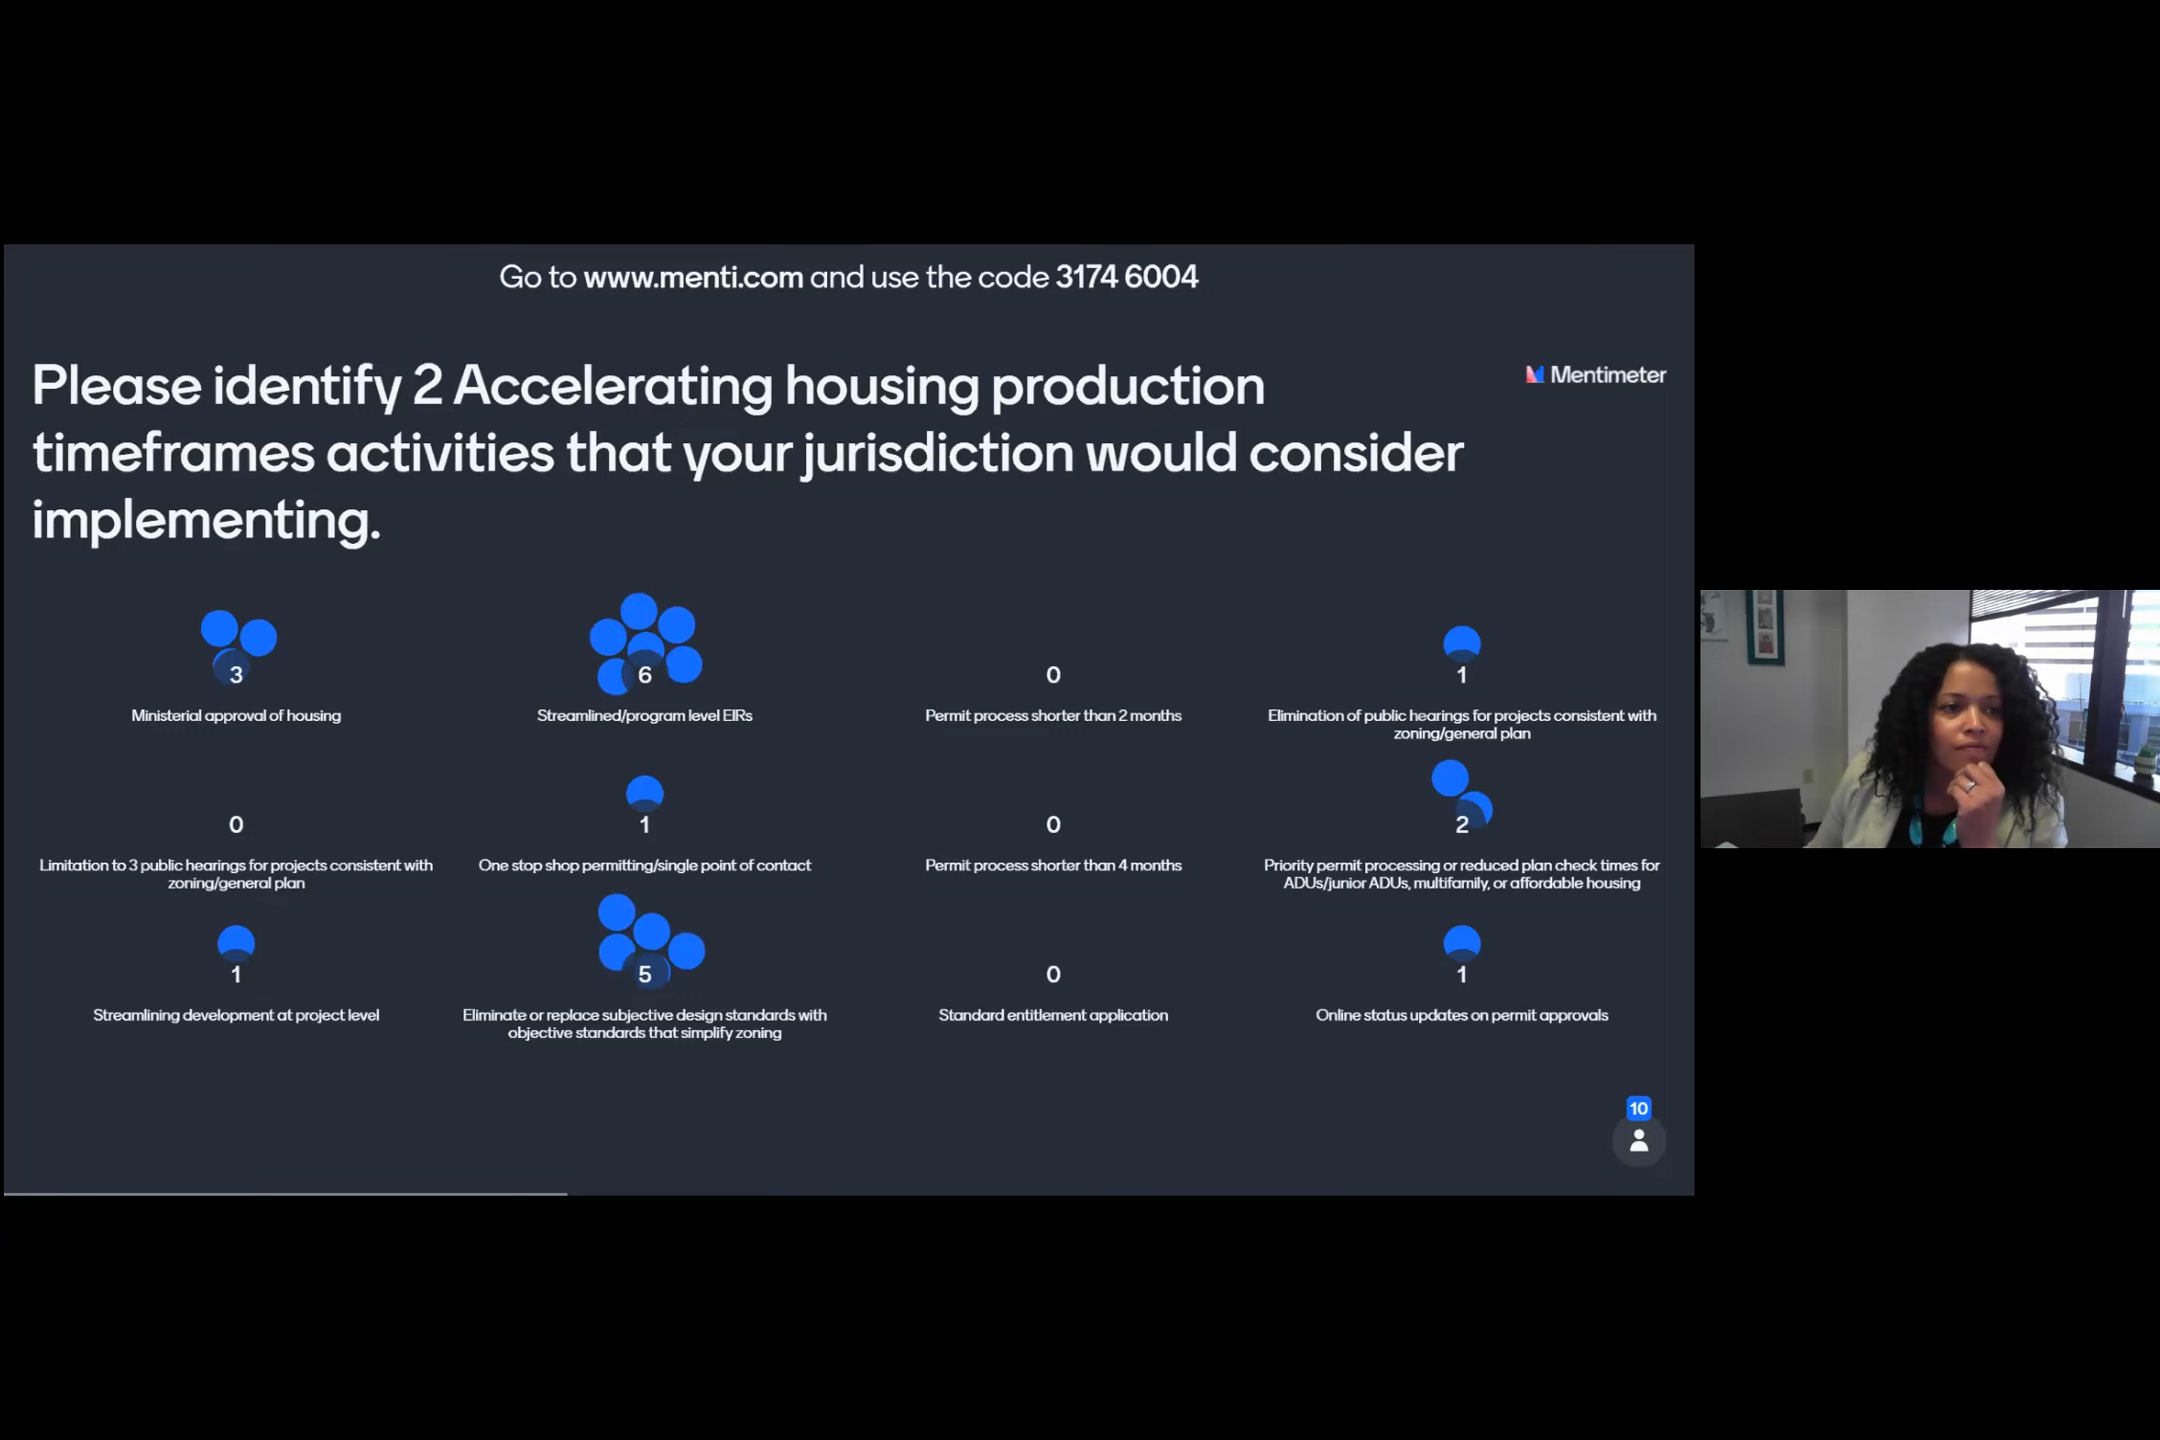 Go to www.menti.com and use the code 3174 6004
Mentimeter
Please identify 2 Accelerating housing production
timeframes activities that your jurisdiction would consider
implementing.
3
Ministerial approval of housing
6
Streamlined/program level EIRs
0
Permit process shorter than 2 months
1
Elimination of public hearings for projects consistent with
zoning/general plan
0
Limitation to 3 public hearings for projects consistent with
zoning/general plan
1
One stop shop permitting/single point of contact
0
Permit process shorter than 4 months
2
Priority permit processing or reduced plan check times for
ADUs/junior ADUs, multifamily, or affordable housing
1
Streamlining development at project level
5
Eliminate or replace subjective design standards with
objective standards that simplify zoning
0
Standard entitlement application
1
Online status updates on permit approvals
10